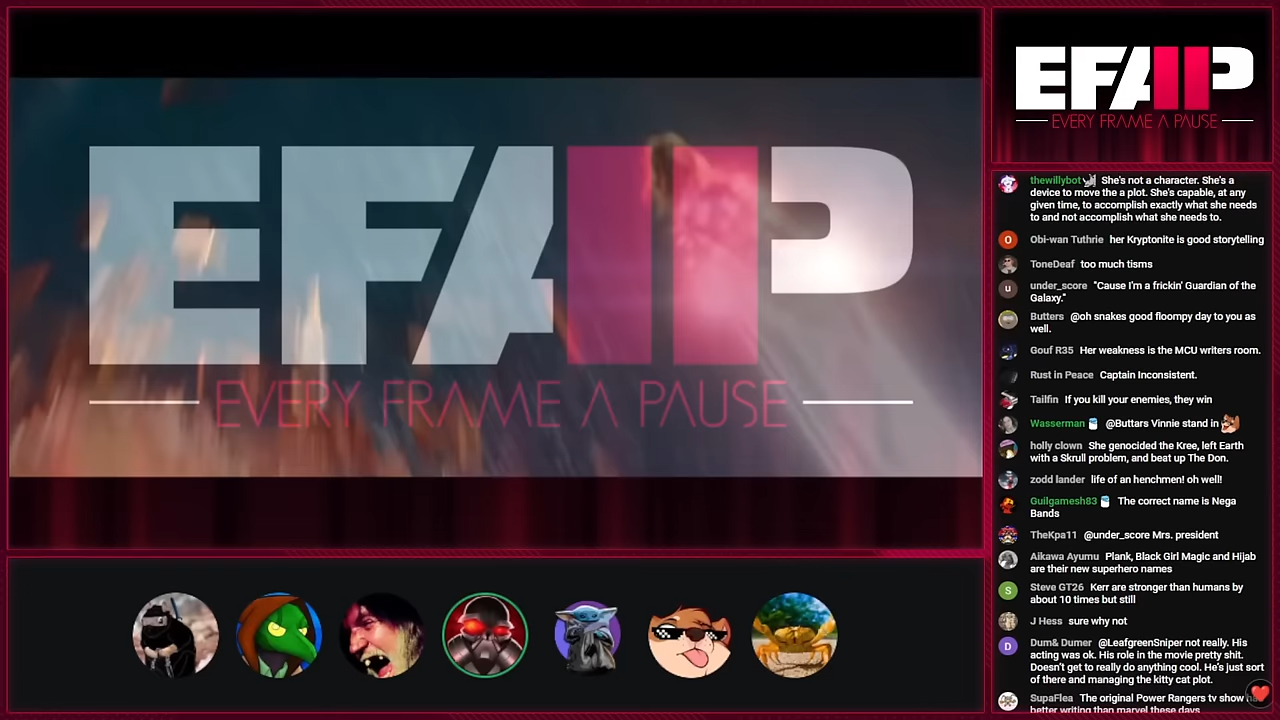 EFAP
EVERY FRAME A PAUSE
EFAP
EVERY FRAME A PAUSE
thewillybot She's not a character. She's a
device to move the a plot. She's capable, at any
given time, to accomplish exactly what she needs
to and not accomplish what she needs to.
O
Obi-wan Tuthrie her Kryptonite is good storytelling
ToneDeaf too much tisms
u
under_score "Cause I'm a frickin' Guardian of the
Galaxy."
Butters @oh snakes good floompy day to you as
well.
Gouf R35 Her weakness is the MCU writers room.
Rust in Peace Captain Inconsistent.
Tailfin If you kill your enemies, they win
Wasserman @Buttars Vinnie stand in
holly clown She genocided the Kree, left Earth
with a Skrull problem, and beat up The Don.
zodd lander life of an henchmen! oh well!
Guilgamesh83 The correct name is Nega
Bands
TheKpa11 @under_score Mrs. president
Aikawa Ayumu Plank, Black Girl Magic and Hijab
are their new superhero names
S
Steve GT26 Kerr are stronger than humans by
about 10 times but still
J Hess sure why not
D
Dum& Dumer @LeafgreenSniper not really. His
acting was ok. His role in the movie pretty shit.
Doesn't get to really do anything cool. He's just sort
of there and managing the kitty cat plot.
SupaFlea The original Power Rangers tv show
better writing than marvel these days